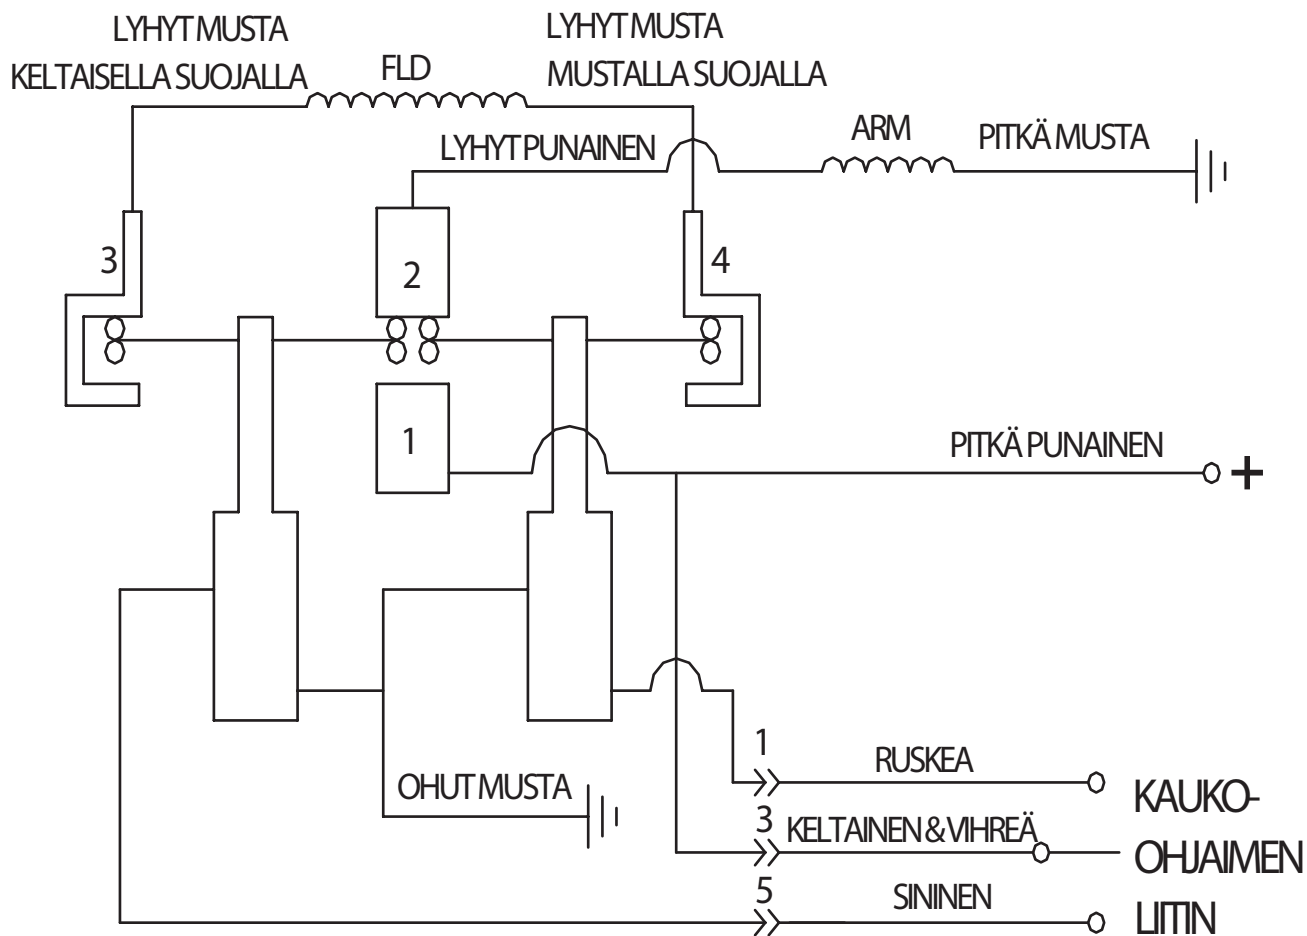 LYHYT MUSTA
KELTAISELLA SUOJALLA
FLD
LYHYT MUSTA
MUSTALLA SUOJALLA
LYHYT PUNAINEN
ARM
PITKÄ MUSTA
3
2
4
1
PITKÄ PUNAINEN
+
OHUT MUSTA
1
RUSKEA
3
KELTAINEN & VIHREÄ
5
SININEN
KAUKO-
OHJAIMEN
LIITIN